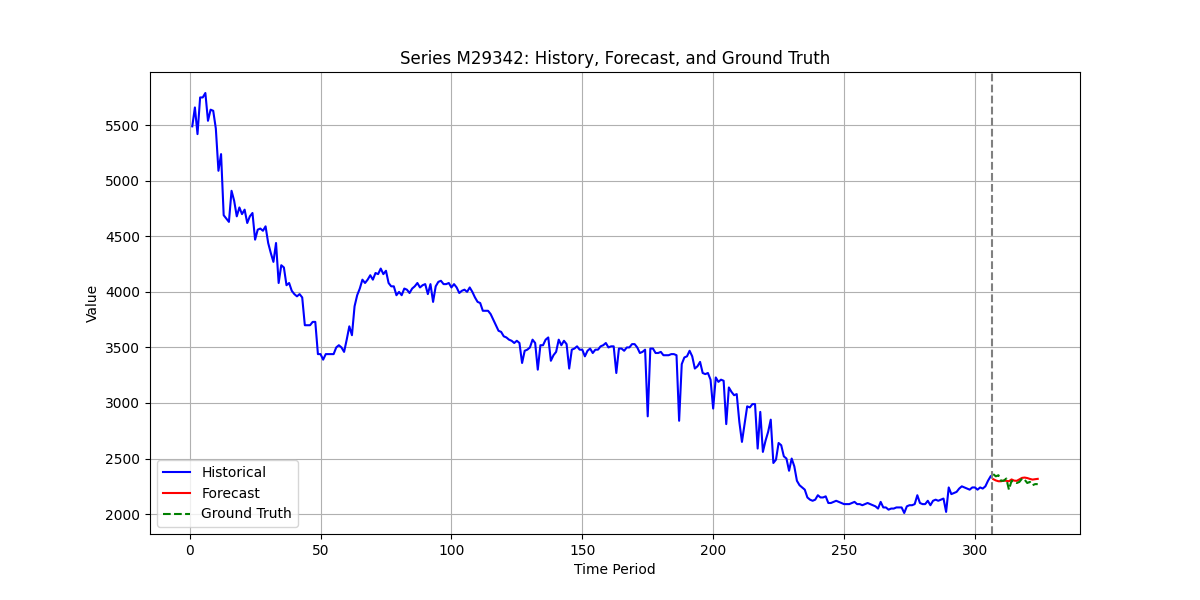 Series M29342: History, Forecast, and Ground Truth
Value
5500
5000
4500
4000
3500
3000
2500
2000
Historical
Forecast
Ground Truth
0 50 100 150 200 250 300
Time Period